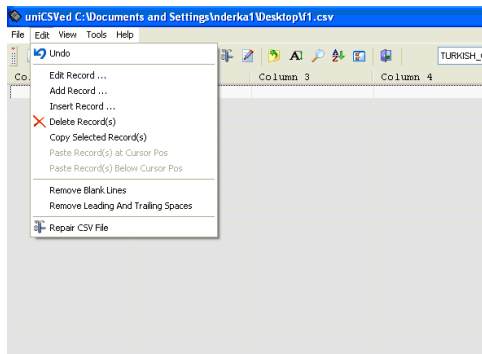 uniCSVed C:\Documents and Settings\nderka1\Desktop\f1.csv
File Edit View Tools Help
TURKISH_
Co. Column 3 Column 4
Undo
Edit Record ...
Add Record ...
Insert Record ...
Delete Record(s)
Copy Selected Record(s)
Paste Record(s) at Cursor Pos
Paste Record(s) Below Cursor Pos
Remove Blank Lines
Remove Leading And Trailing Spaces
Repair CSV File